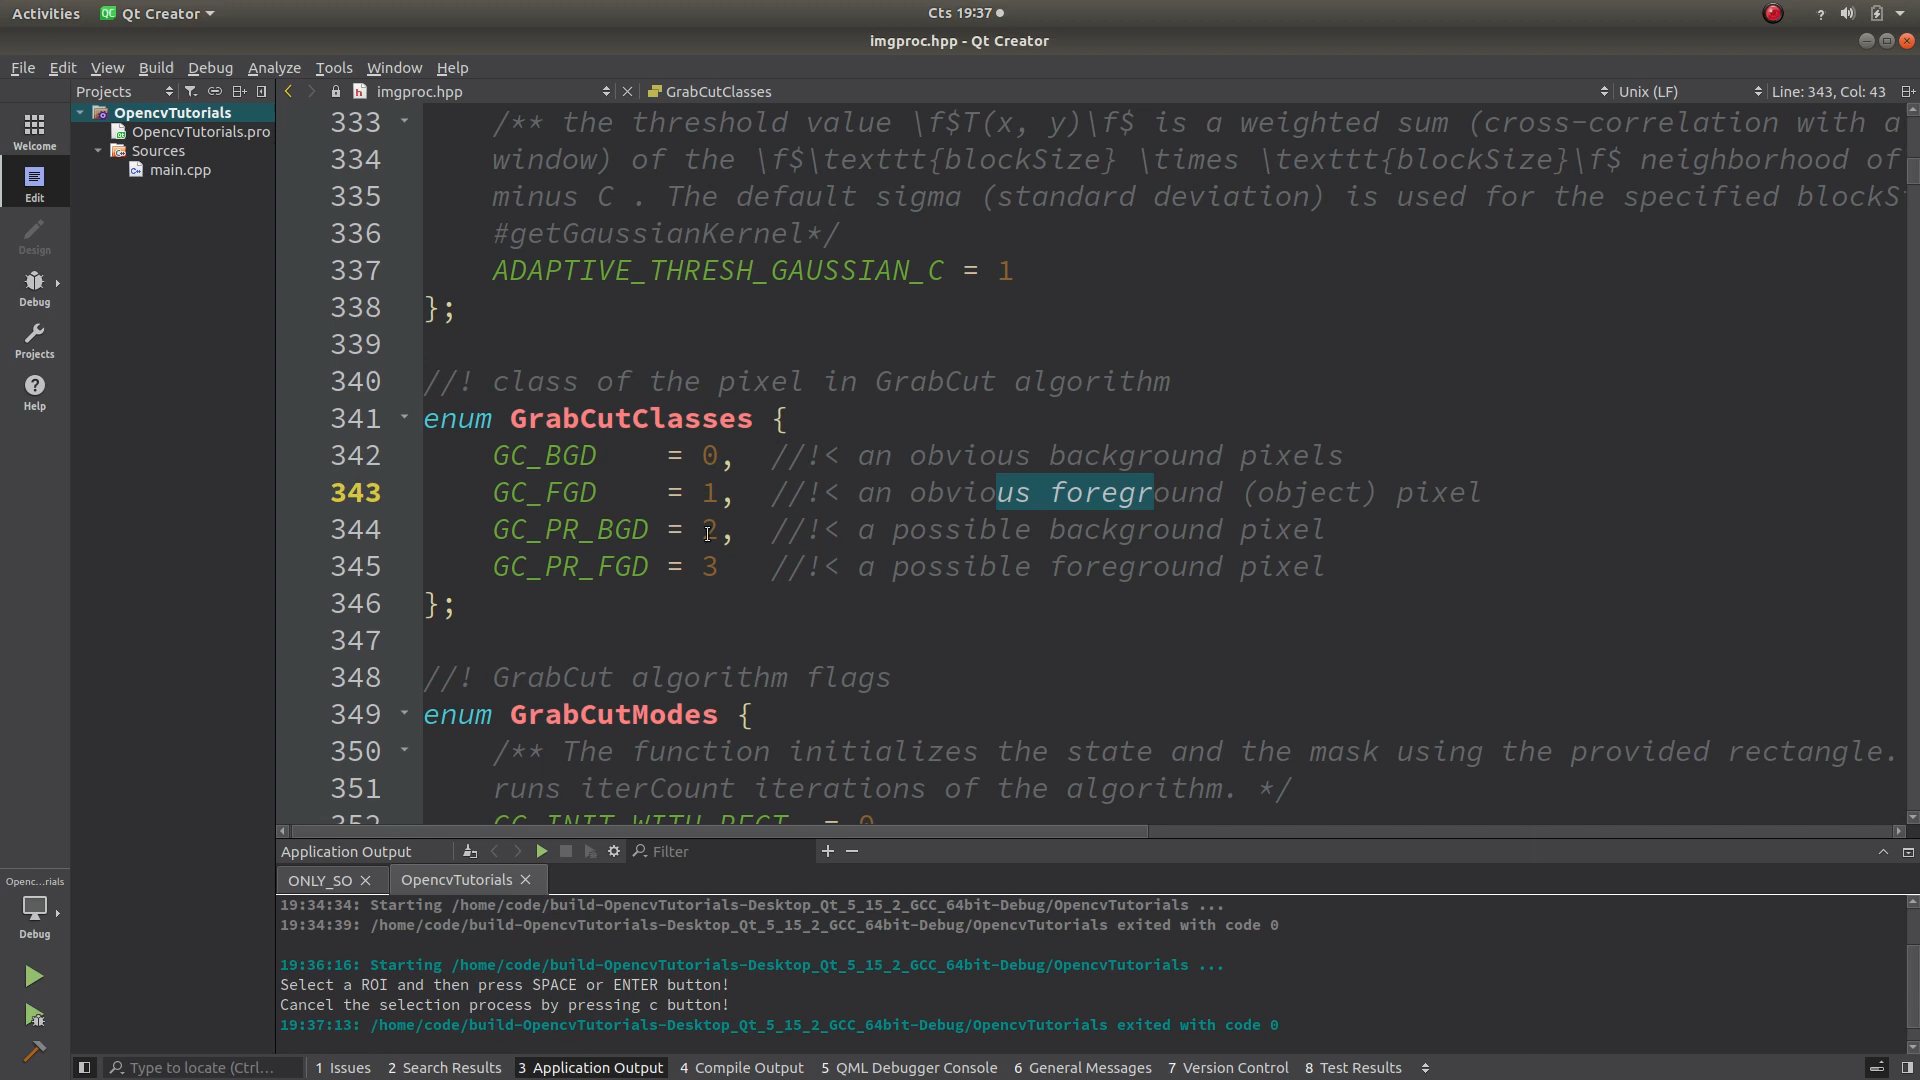 Activities Qt Creator Cts 19:37 ?
imgproc.hpp - Qt Creator
File Edit View Build Debug Analyze Tools Window Help
Projects imgproc.hpp GrabCutClasses Unix (LF) Line: 343, Col: 43
Welcome
Edit
Design
Debug
Projects
Help
OpencvTutorials
OpencvTutorials.pro
Sources
main.cpp
333 /** the threshold value \f$T(x, y)\f$ is a weighted sum (cross-correlation with a
334 window) of the \f$\texttt{blockSize} \times \texttt{blockSize}\f$ neighborhood of
335 minus C . The default sigma (standard deviation) is used for the specified blockS
336 #getGaussianKernel*/
337 ADAPTIVE_THRESH_GAUSSIAN_C = 1
338 };
339
340 //! class of the pixel in GrabCut algorithm
341 enum GrabCutClasses {
342 GC_BGD = 0, //!< an obvious background pixels
343 GC_FGD = 1, //!< an obvious foreground (object) pixel
344 GC_PR_BGD = 2, //!< a possible background pixel
345 GC_PR_FGD = 3 //!< a possible foreground pixel
346 };
347
348 //! GrabCut algorithm flags
349 enum GrabCutModes {
350 /** The function initializes the state and the mask using the provided rectangle.
351 runs iterCount iterations of the algorithm. */
352 GC_INIT_WITH_RECT = 0
Application Output Filter
ONLY_SO OpencvTutorials
19:34:34: Starting /home/code/build-OpencvTutorials-Desktop_Qt_5_15_2_GCC_64bit-Debug/OpencvTutorials ...
19:34:39: /home/code/build-OpencvTutorials-Desktop_Qt_5_15_2_GCC_64bit-Debug/OpencvTutorials exited with code 0
19:36:16: Starting /home/code/build-OpencvTutorials-Desktop_Qt_5_15_2_GCC_64bit-Debug/OpencvTutorials ...
Select a ROI and then press SPACE or ENTER button!
Cancel the selection process by pressing c button!
19:37:13: /home/code/build-OpencvTutorials-Desktop_Qt_5_15_2_GCC_64bit-Debug/OpencvTutorials exited with code 0
Openc...rials
Debug
Type to locate (Ctrl... 1 Issues 2 Search Results 3 Application Output 4 Compile Output 5 QML Debugger Console 6 General Messages 7 Version Control 8 Test Results